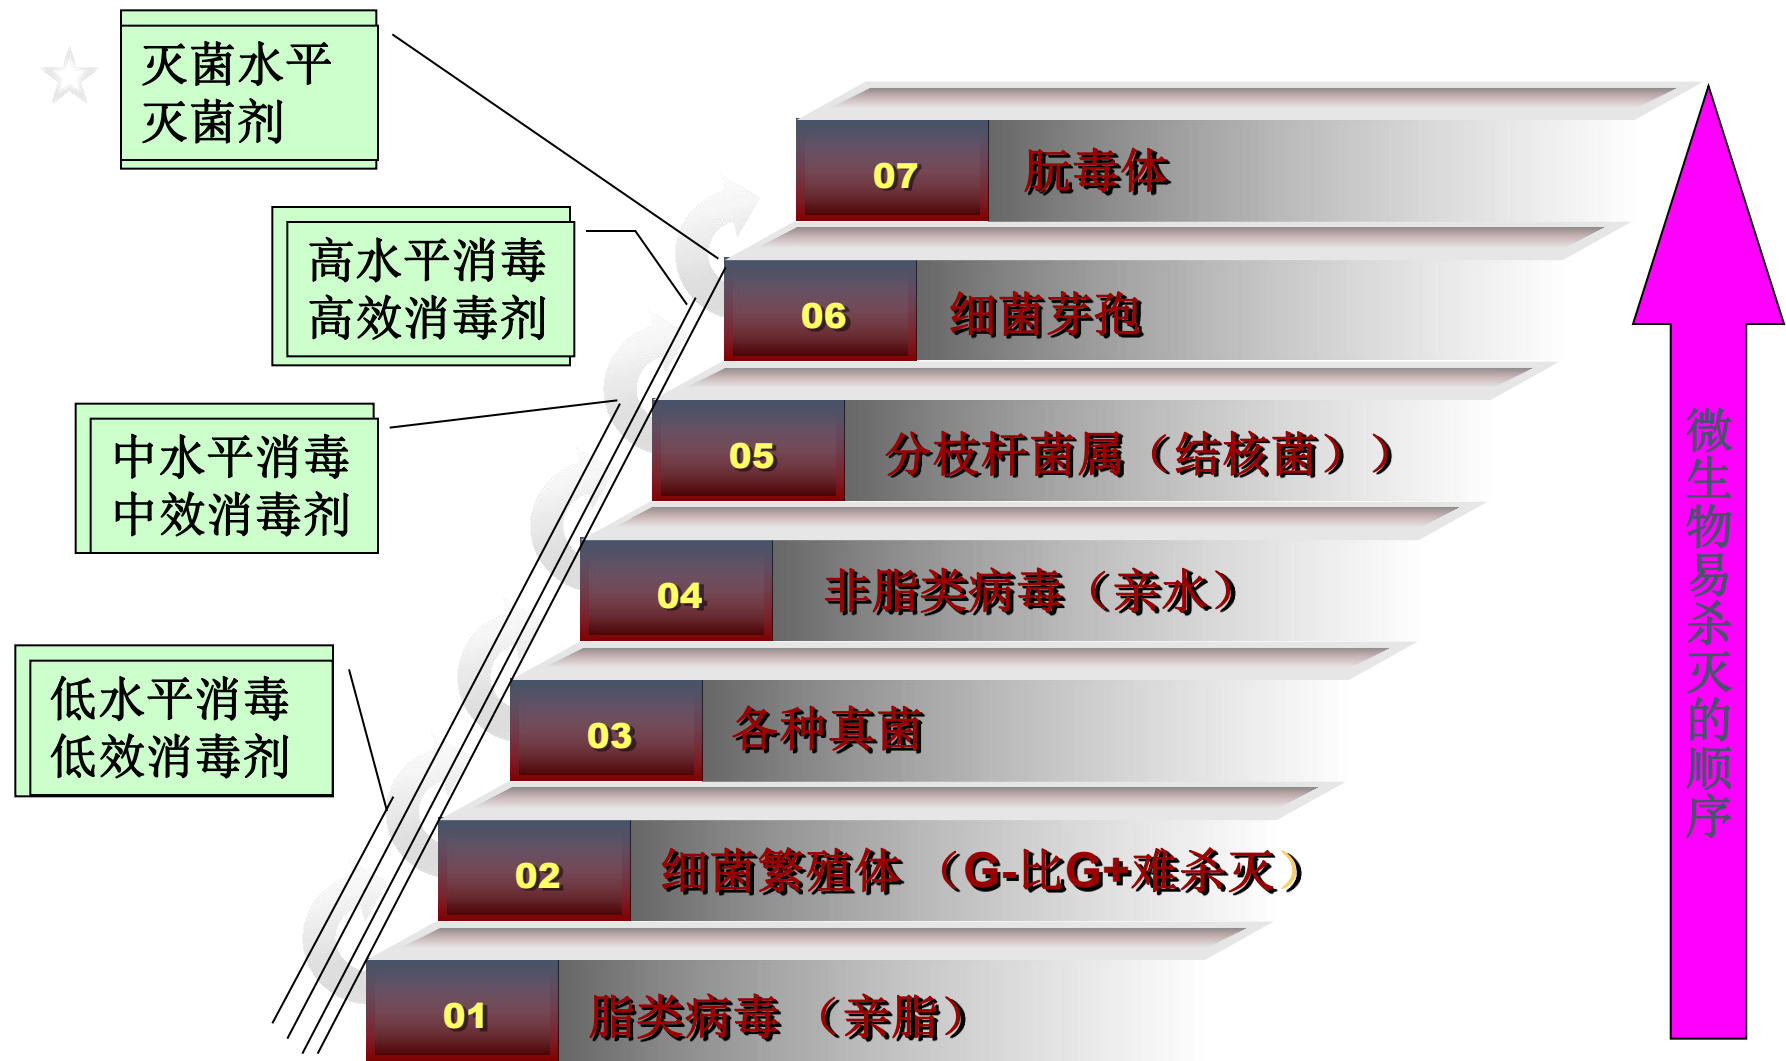 灭菌水平
灭菌剂
高水平消毒
高效消毒剂
中水平消毒
中效消毒剂
低水平消毒
低效消毒剂
07 朊毒体
06 细菌芽孢
05 分枝杆菌属（结核菌））
04 非脂类病毒（亲水）
03 各种真菌
02 细菌繁殖体 （G-比G+难杀灭）
01 脂类病毒 （亲脂）
微生物易杀灭的顺序